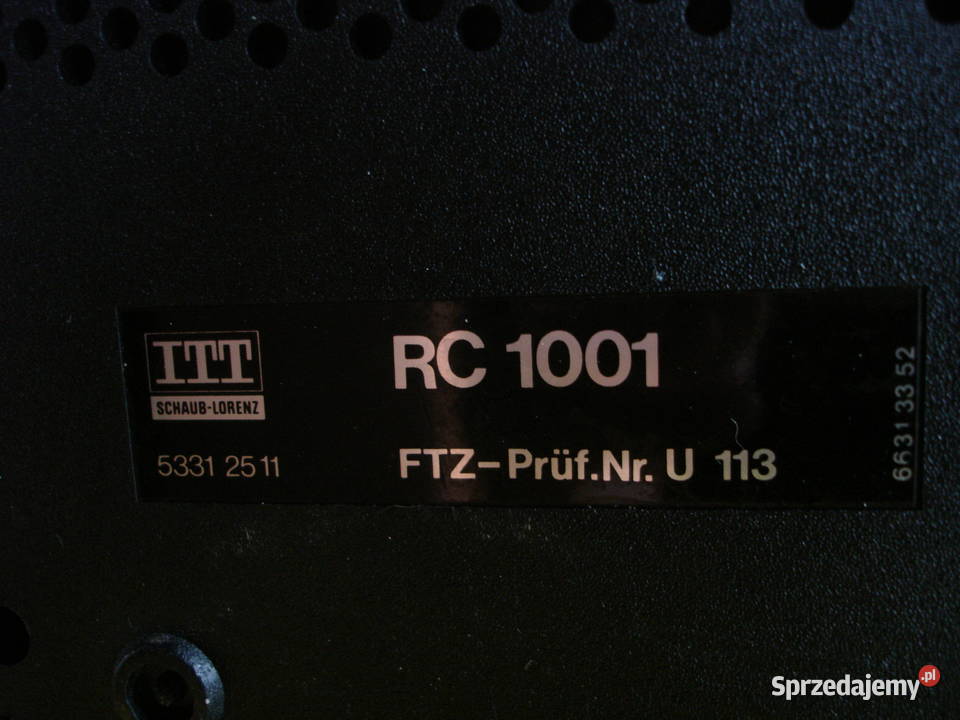 ITT
SCHAUB-LORENZ
RC 1001
5331 25 11
FTZ-Prüf.Nr. U 113
6631 33 52
Sprzedajemy.pl